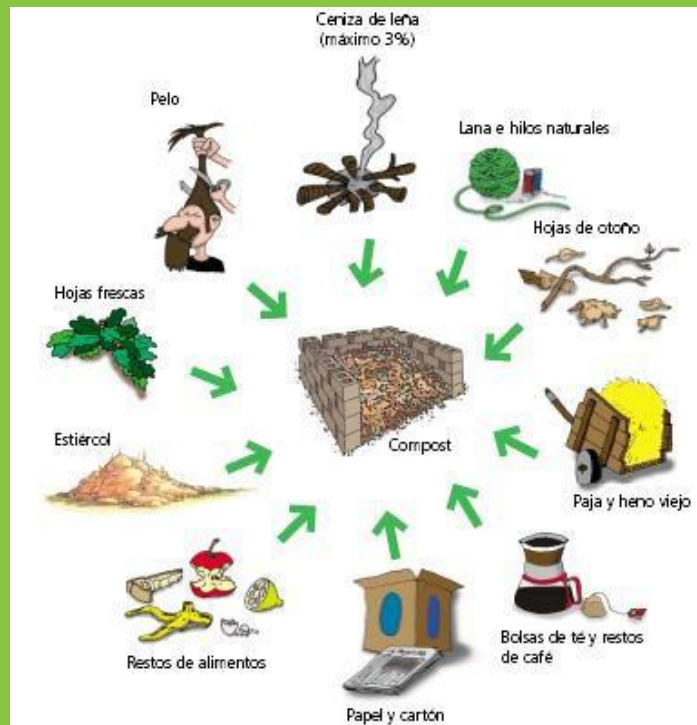 Ceniza de leña
(máximo 3%)
Pelo
Lana e hilos naturales
Hojas de otoño
Hojas frescas
Compost
Estiércol
Paja y heno viejo
Restos de alimentos
Bolsas de té y restos
de café
Papel y cartón